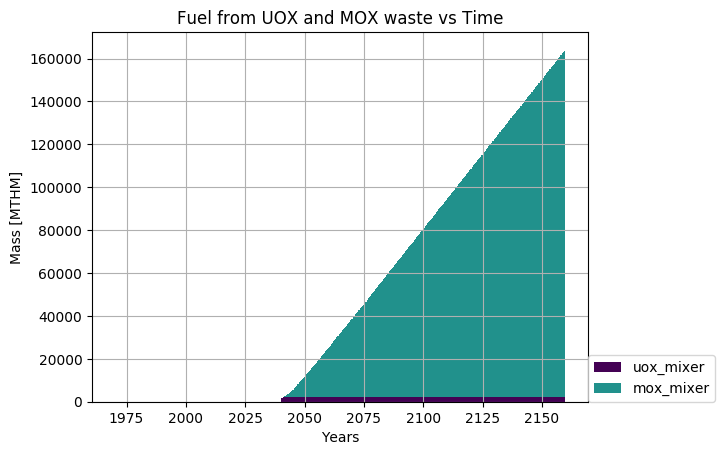 Fuel from UOX and MOX waste vs Time
Mass [MTHM]
160000
140000
120000
100000
80000
60000
40000
20000
0
1975 2000 2025 2050 2075 2100 2125 2150
Years
uox_mixer
mox_mixer